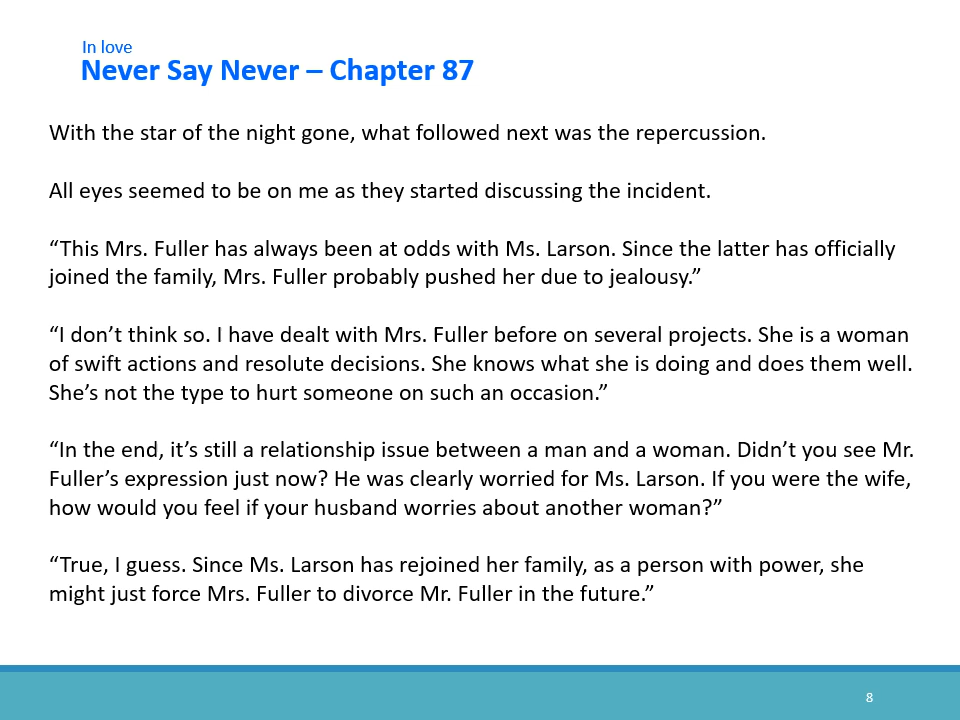 In love
Never Say Never – Chapter 87
With the star of the night gone, what followed next was the repercussion.
All eyes seemed to be on me as they started discussing the incident.
“This Mrs. Fuller has always been at odds with Ms. Larson. Since the latter has officially
joined the family, Mrs. Fuller probably pushed her due to jealousy.”
“I don’t think so. I have dealt with Mrs. Fuller before on several projects. She is a woman
of swift actions and resolute decisions. She knows what she is doing and does them well.
She’s not the type to hurt someone on such an occasion.”
“In the end, it’s still a relationship issue between a man and a woman. Didn’t you see Mr.
Fuller’s expression just now? He was clearly worried for Ms. Larson. If you were the wife,
how would you feel if your husband worries about another woman?”
“True, I guess. Since Ms. Larson has rejoined her family, as a person with power, she
might just force Mrs. Fuller to divorce Mr. Fuller in the future.”
8